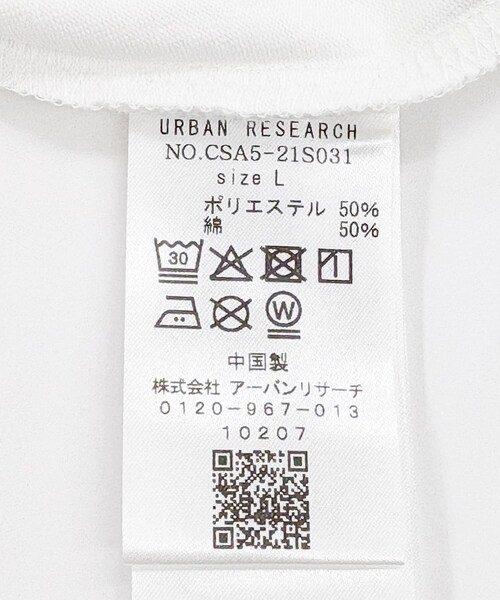 URBAN RESEARCH
NO.CSA5-21S031
size L
ポリエステル 50%
綿 50%
30
W
中国製
株式会社 アーバンリサーチ
0120-967-013
10207